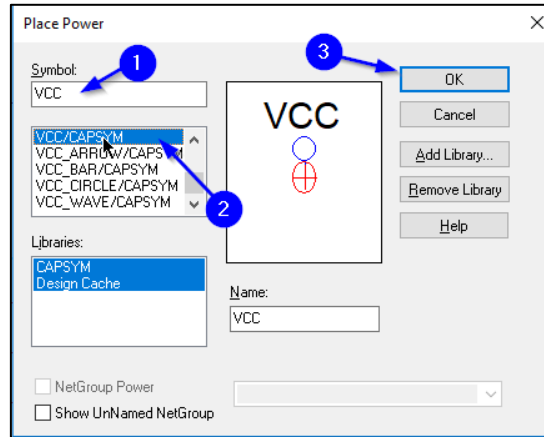 Place Power
1
3
Symbol:
VCC
OK
VCC
Cancel
VCC/CAPSYM
VCC_ARROW/CAPSYM
VCC_BAR/CAPSYM
VCC_CIRCLE/CAPSYM
VCC_WAVE/CAPSYM
2
Add Library...
Remove Library
Help
Libraries:
CAPSYM
Design Cache
Name:
VCC
NetGroup Power
Show UnNamed NetGroup